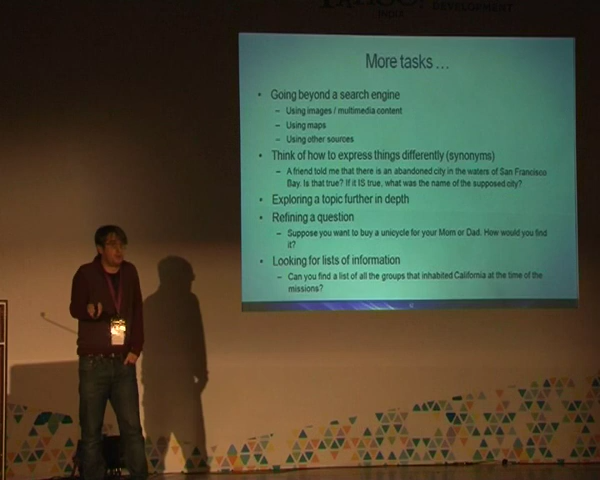 YAHOO!
INDIA
DEVELOPMENT
More tasks ...
• Going beyond a search engine
– Using images / multimedia content
– Using maps
– Using other sources
• Think of how to express things differently (synonyms)
– A friend told me that there is an abandoned city in the waters of San Francisco
Bay. Is that true? If it IS true, what was the name of the supposed city?
• Exploring a topic further in depth
• Refining a question
– Suppose you want to buy a unicycle for your Mom or Dad. How would you find
it?
• Looking for lists of information
– Can you find a list of all the groups that inhabited California at the time of the
missions?